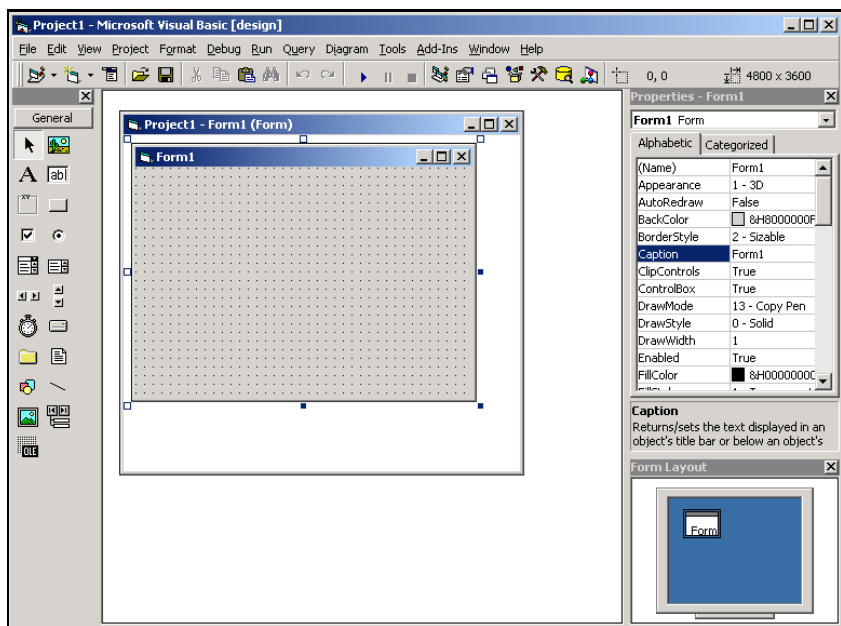 Project1 - Microsoft Visual Basic [design]
File Edit View Project Format Debug Run Query Diagram Tools Add-Ins Window Help
0, 0 4800 x 3600
General
A ab
XY
OLE
Project1 - Form1 (Form)
Form1
Properties - Form1
Form1 Form
Alphabetic Categorized
(Name) Form1
Appearance 1 - 3D
AutoRedraw False
BackColor &H8000000F
BorderStyle 2 - Sizable
Caption Form1
ClipControls True
ControlBox True
DrawMode 13 - Copy Pen
DrawStyle 0 - Solid
DrawWidth 1
Enabled True
FillColor &H0000000C
Caption
Returns/sets the text displayed in an
object's title bar or below an object's
Form Layout
Form